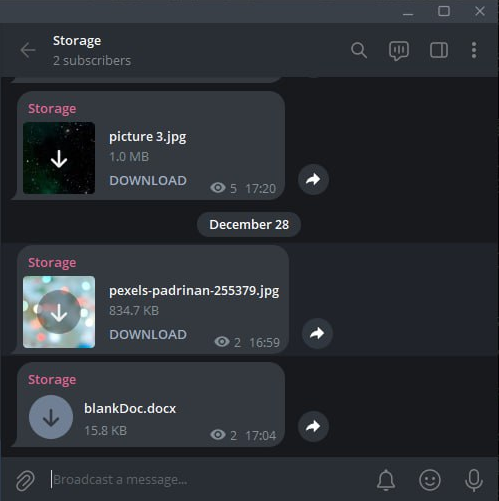 Storage
2 subscribers
Storage
picture 3.jpg
1.0 MB
DOWNLOAD
5 17:20
December 28
Storage
pexels-padrinan-255379.jpg
834.7 KB
DOWNLOAD
2 16:59
Storage
blankDoc.docx
15.8 KB
2 17:04
Broadcast a message...